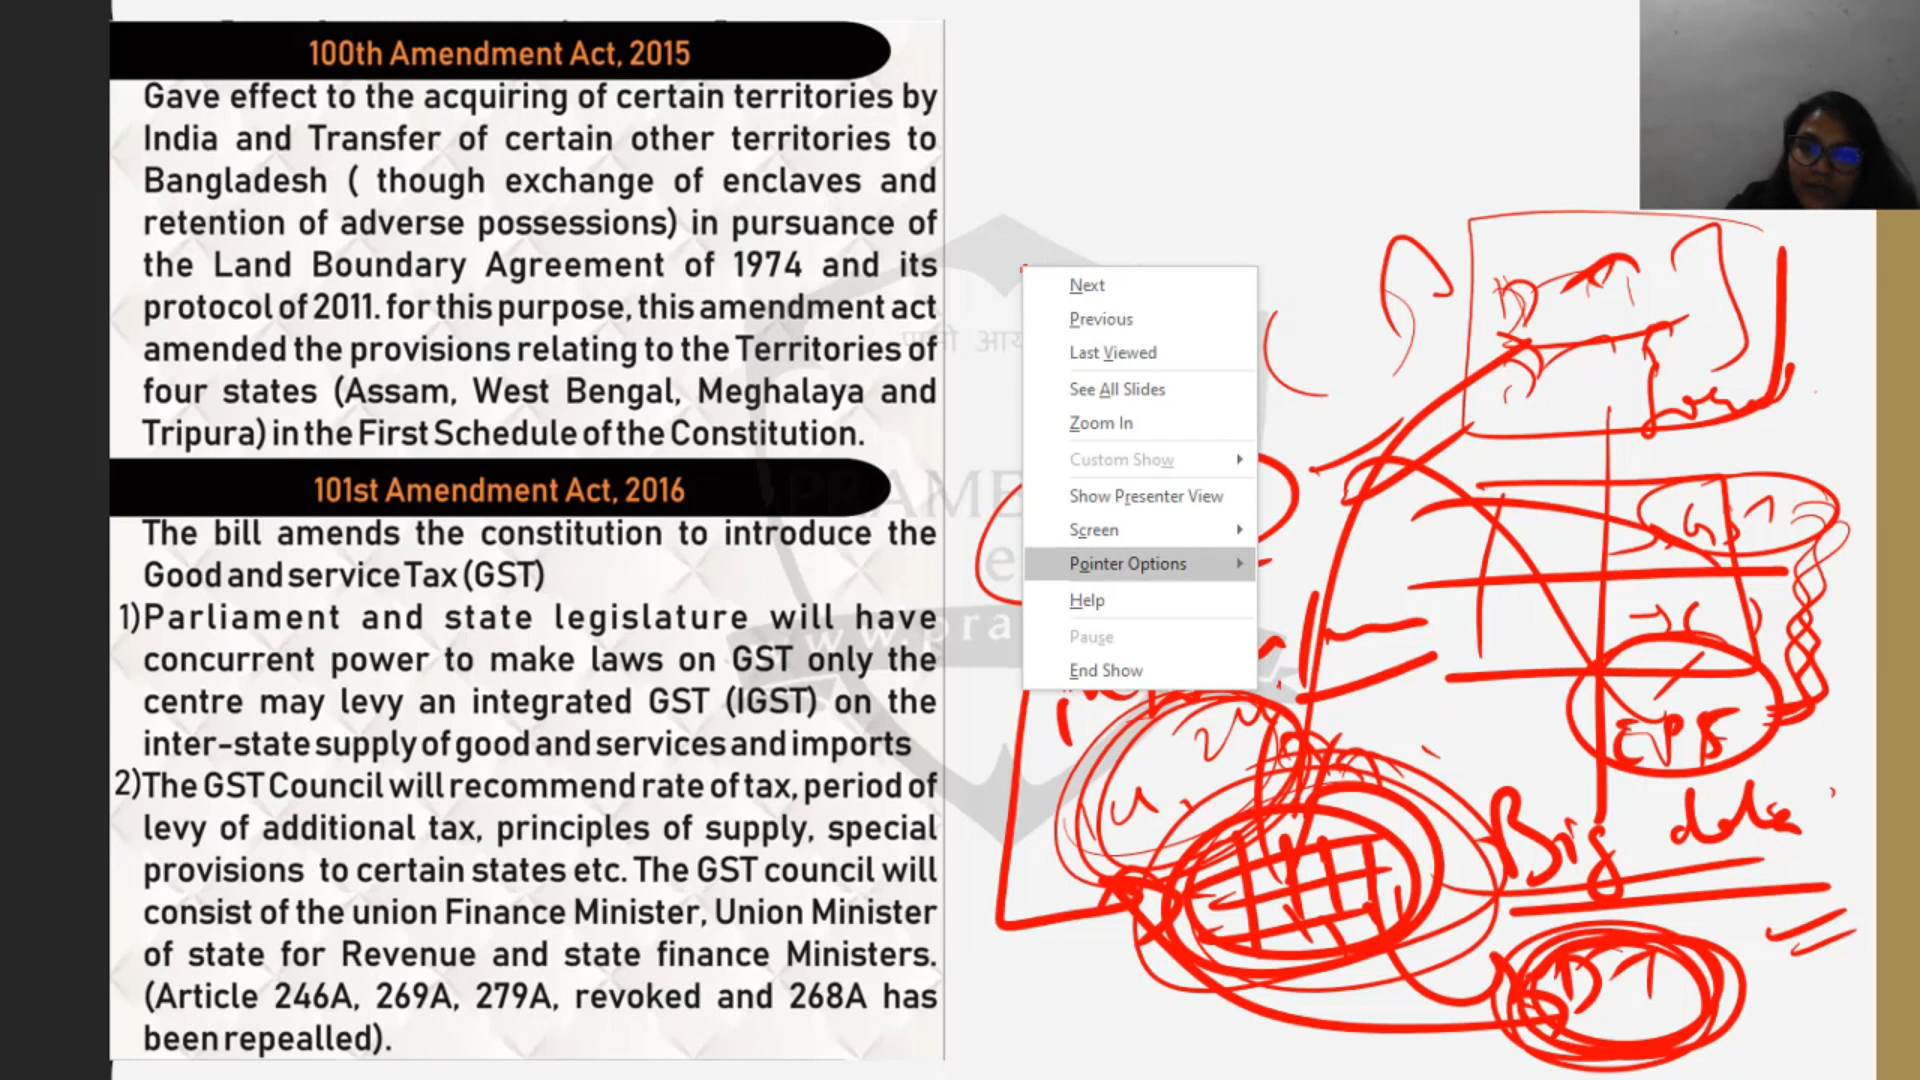 100th Amendment Act, 2015
Gave effect to the acquiring of certain territories by
India and Transfer of certain other territories to
Bangladesh ( though exchange of enclaves and
retention of adverse possessions) in pursuance of
the Land Boundary Agreement of 1974 and its
protocol of 2011. for this purpose, this amendment act
amended the provisions relating to the Territories of
four states (Assam, West Bengal, Meghalaya and
Tripura) in the First Schedule of the Constitution.
101st Amendment Act, 2016
The bill amends the constitution to introduce the
Good and service Tax (GST)
1)Parliament and state legislature will have
concurrent power to make laws on GST only the
centre may levy an integrated GST (IGST) on the
inter-state supply of good and services and imports
2)The GST Council will recommend rate of tax, period of
levy of additional tax, principles of supply, special
provisions to certain states etc. The GST council will
consist of the union Finance Minister, Union Minister
of state for Revenue and state finance Ministers.
(Article 246A, 269A, 279A, revoked and 268A has
been repealled).
Next
Previous
Last Viewed
See All Slides
Zoom In
Custom Show
Show Presenter View
Screen
Pointer Options
Help
Pause
End Show
GST
Big data